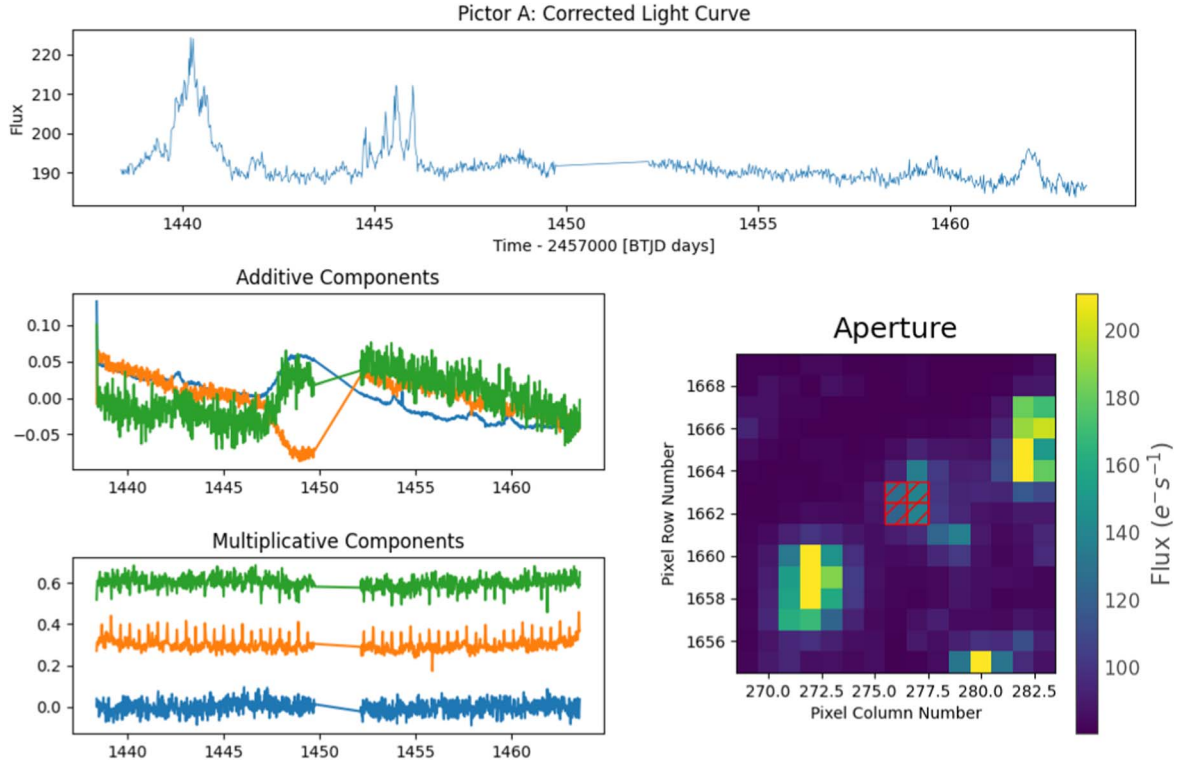 Pictor A: Corrected Light Curve
Flux
220
210
200
190
1440 1445 1450 1455 1460
Time - 2457000 [BTJD days]
Additive Components
0.10
0.05
0.00
−0.05
1440 1445 1450 1455 1460
Multiplicative Components
0.6
0.4
0.2
0.0
1440 1445 1450 1455 1460
Aperture
Pixel Row Number
1668
1666
1664
1662
1660
1658
1656
270.0 272.5 275.0 277.5 280.0 282.5
Pixel Column Number
200
180
160
140
120
100
Flux (e⁻ s⁻¹)